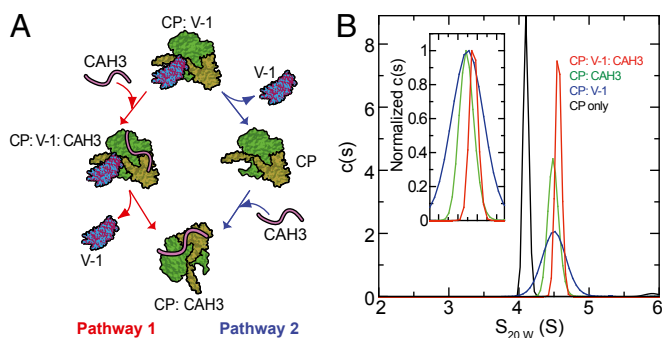 A
CP: V-1
CAH3
V-1
CP: V-1: CAH3
CP
V-1
CAH3
CP: CAH3
Pathway 1
Pathway 2
B
8
6
4
2
0
c(s)
1
0.8
0.6
0.4
0.2
0
Normalized c(s)
CP: V-1: CAH3
CP: CAH3
CP: V-1
CP only
2
3
4
5
6
S20 W (S)